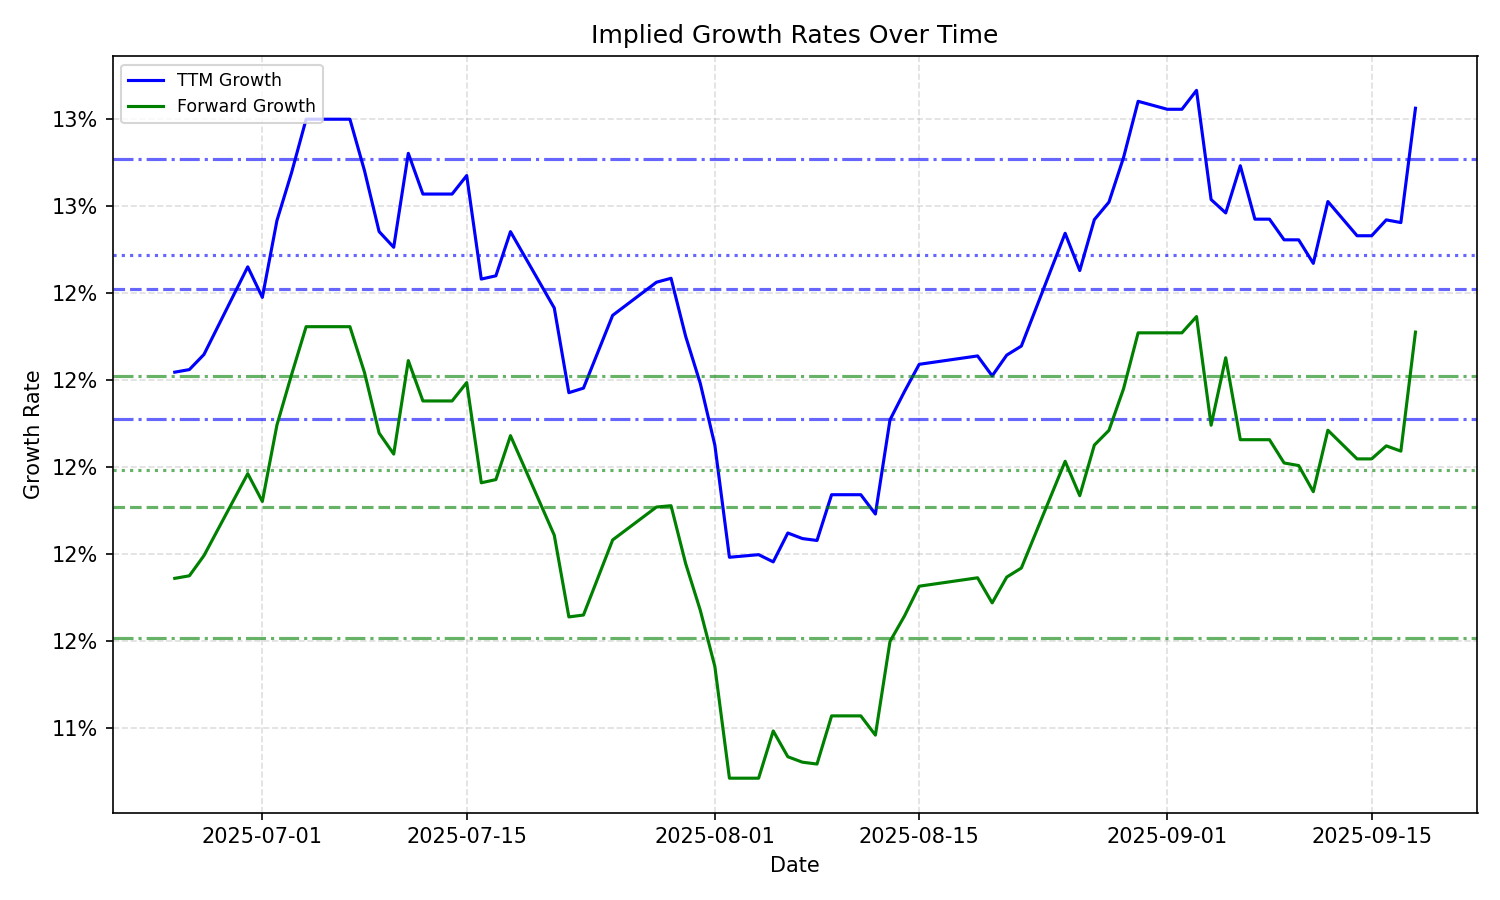 Implied Growth Rates Over Time
TTM Growth
Forward Growth
13%
13%
12%
12%
12%
12%
12%
11%
Growth Rate
2025-07-01
2025-07-15
2025-08-01
2025-08-15
2025-09-01
2025-09-15
Date